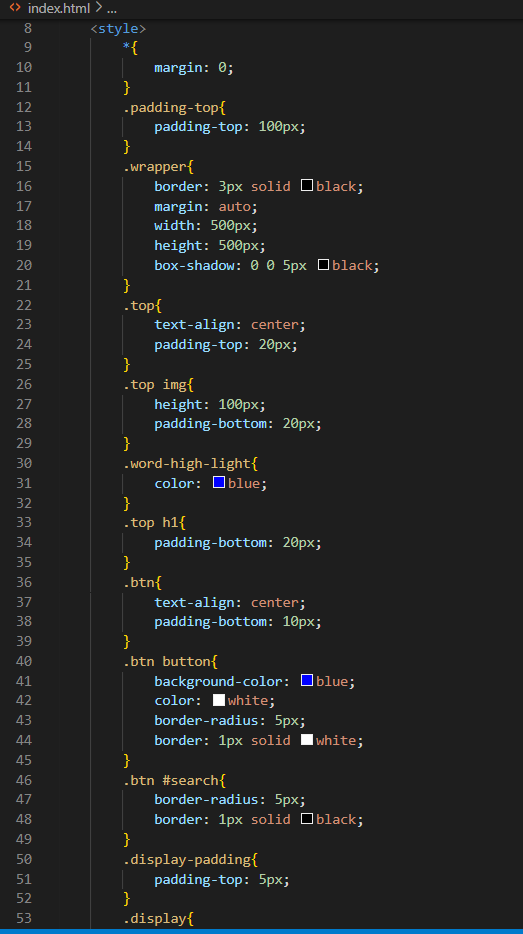 index.html > ...
8 <style>
9 *{
10 margin: 0;
11 }
12 .padding-top{
13 padding-top: 100px;
14 }
15 .wrapper{
16 border: 3px solid black;
17 margin: auto;
18 width: 500px;
19 height: 500px;
20 box-shadow: 0 0 5px black;
21 }
22 .top{
23 text-align: center;
24 padding-top: 20px;
25 }
26 .top img{
27 height: 100px;
28 padding-bottom: 20px;
29 }
30 .word-high-light{
31 color: blue;
32 }
33 .top h1{
34 padding-bottom: 20px;
35 }
36 .btn{
37 text-align: center;
38 padding-bottom: 10px;
39 }
40 .btn button{
41 background-color: blue;
42 color: white;
43 border-radius: 5px;
44 border: 1px solid white;
45 }
46 .btn #search{
47 border-radius: 5px;
48 border: 1px solid black;
49 }
50 .display-padding{
51 padding-top: 5px;
52 }
53 .display{